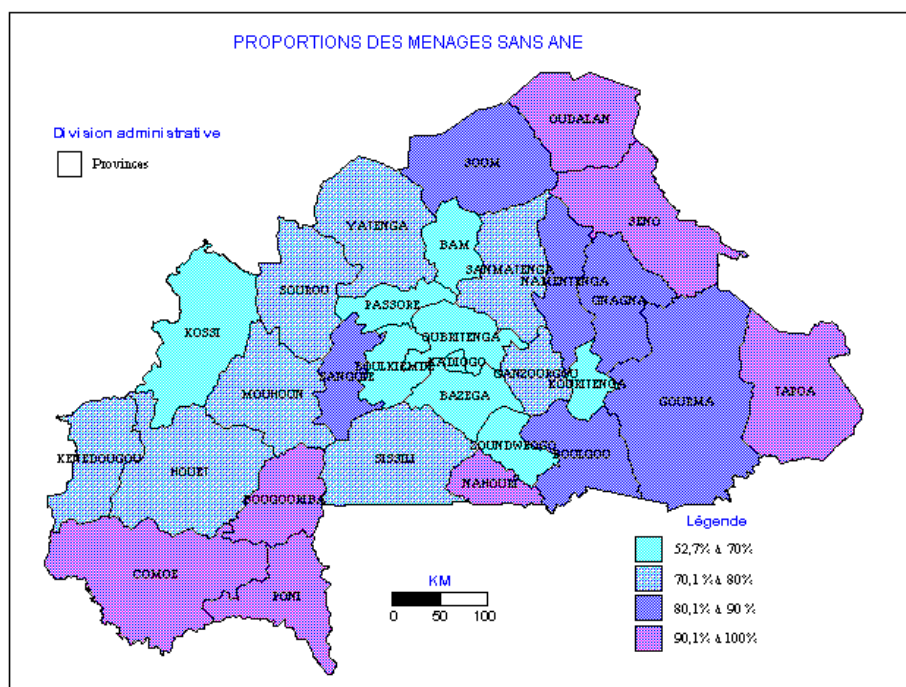 PROPORTIONS DES MENAGES SANS ANE
OUDALAN
Division administrative
Provinces
SOOM
SENO
YATENGA
BAM
SANMATENGA
NAMENTENGA
SOUROU
GNAGNA
PASSORE
KOSSI
OUBRITENGA
KADIOGO
BOULKIEMDE
SANGUIE
GANZOURGOU
KOURITENGA
TAPOA
MOUHOUN
BAZEGA
GOURMA
ZOUNDWEOGO
BOULGOU
KENEDOUGOU
HOUET
SISSILI
NAHOURI
BOUGOURIBA
Légende
52,7% à 70%
70,1 % à 80%
80,1% à 90 %
90,1% à 100%
COMOE
PONI
KM
0 50 100